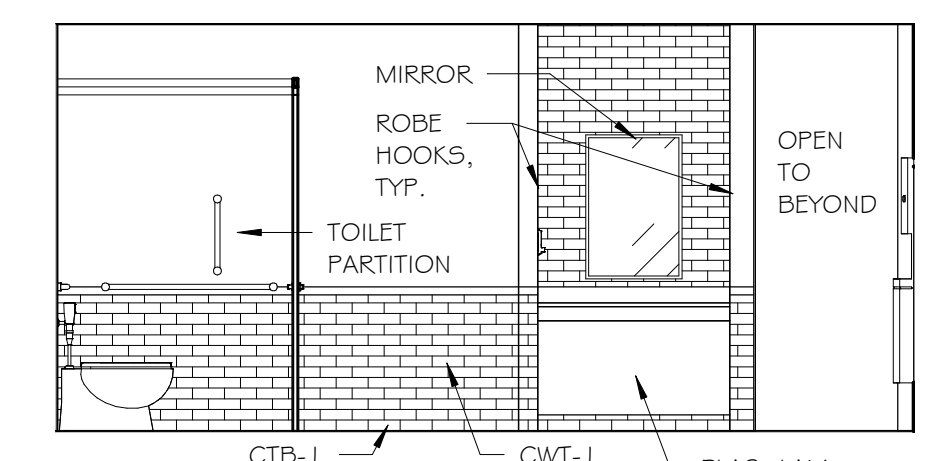 MIRROR
ROBE
HOOKS,
TYP.
OPEN
TO
BEYOND
TOILET
PARTITION
CTB-1
CWT-1